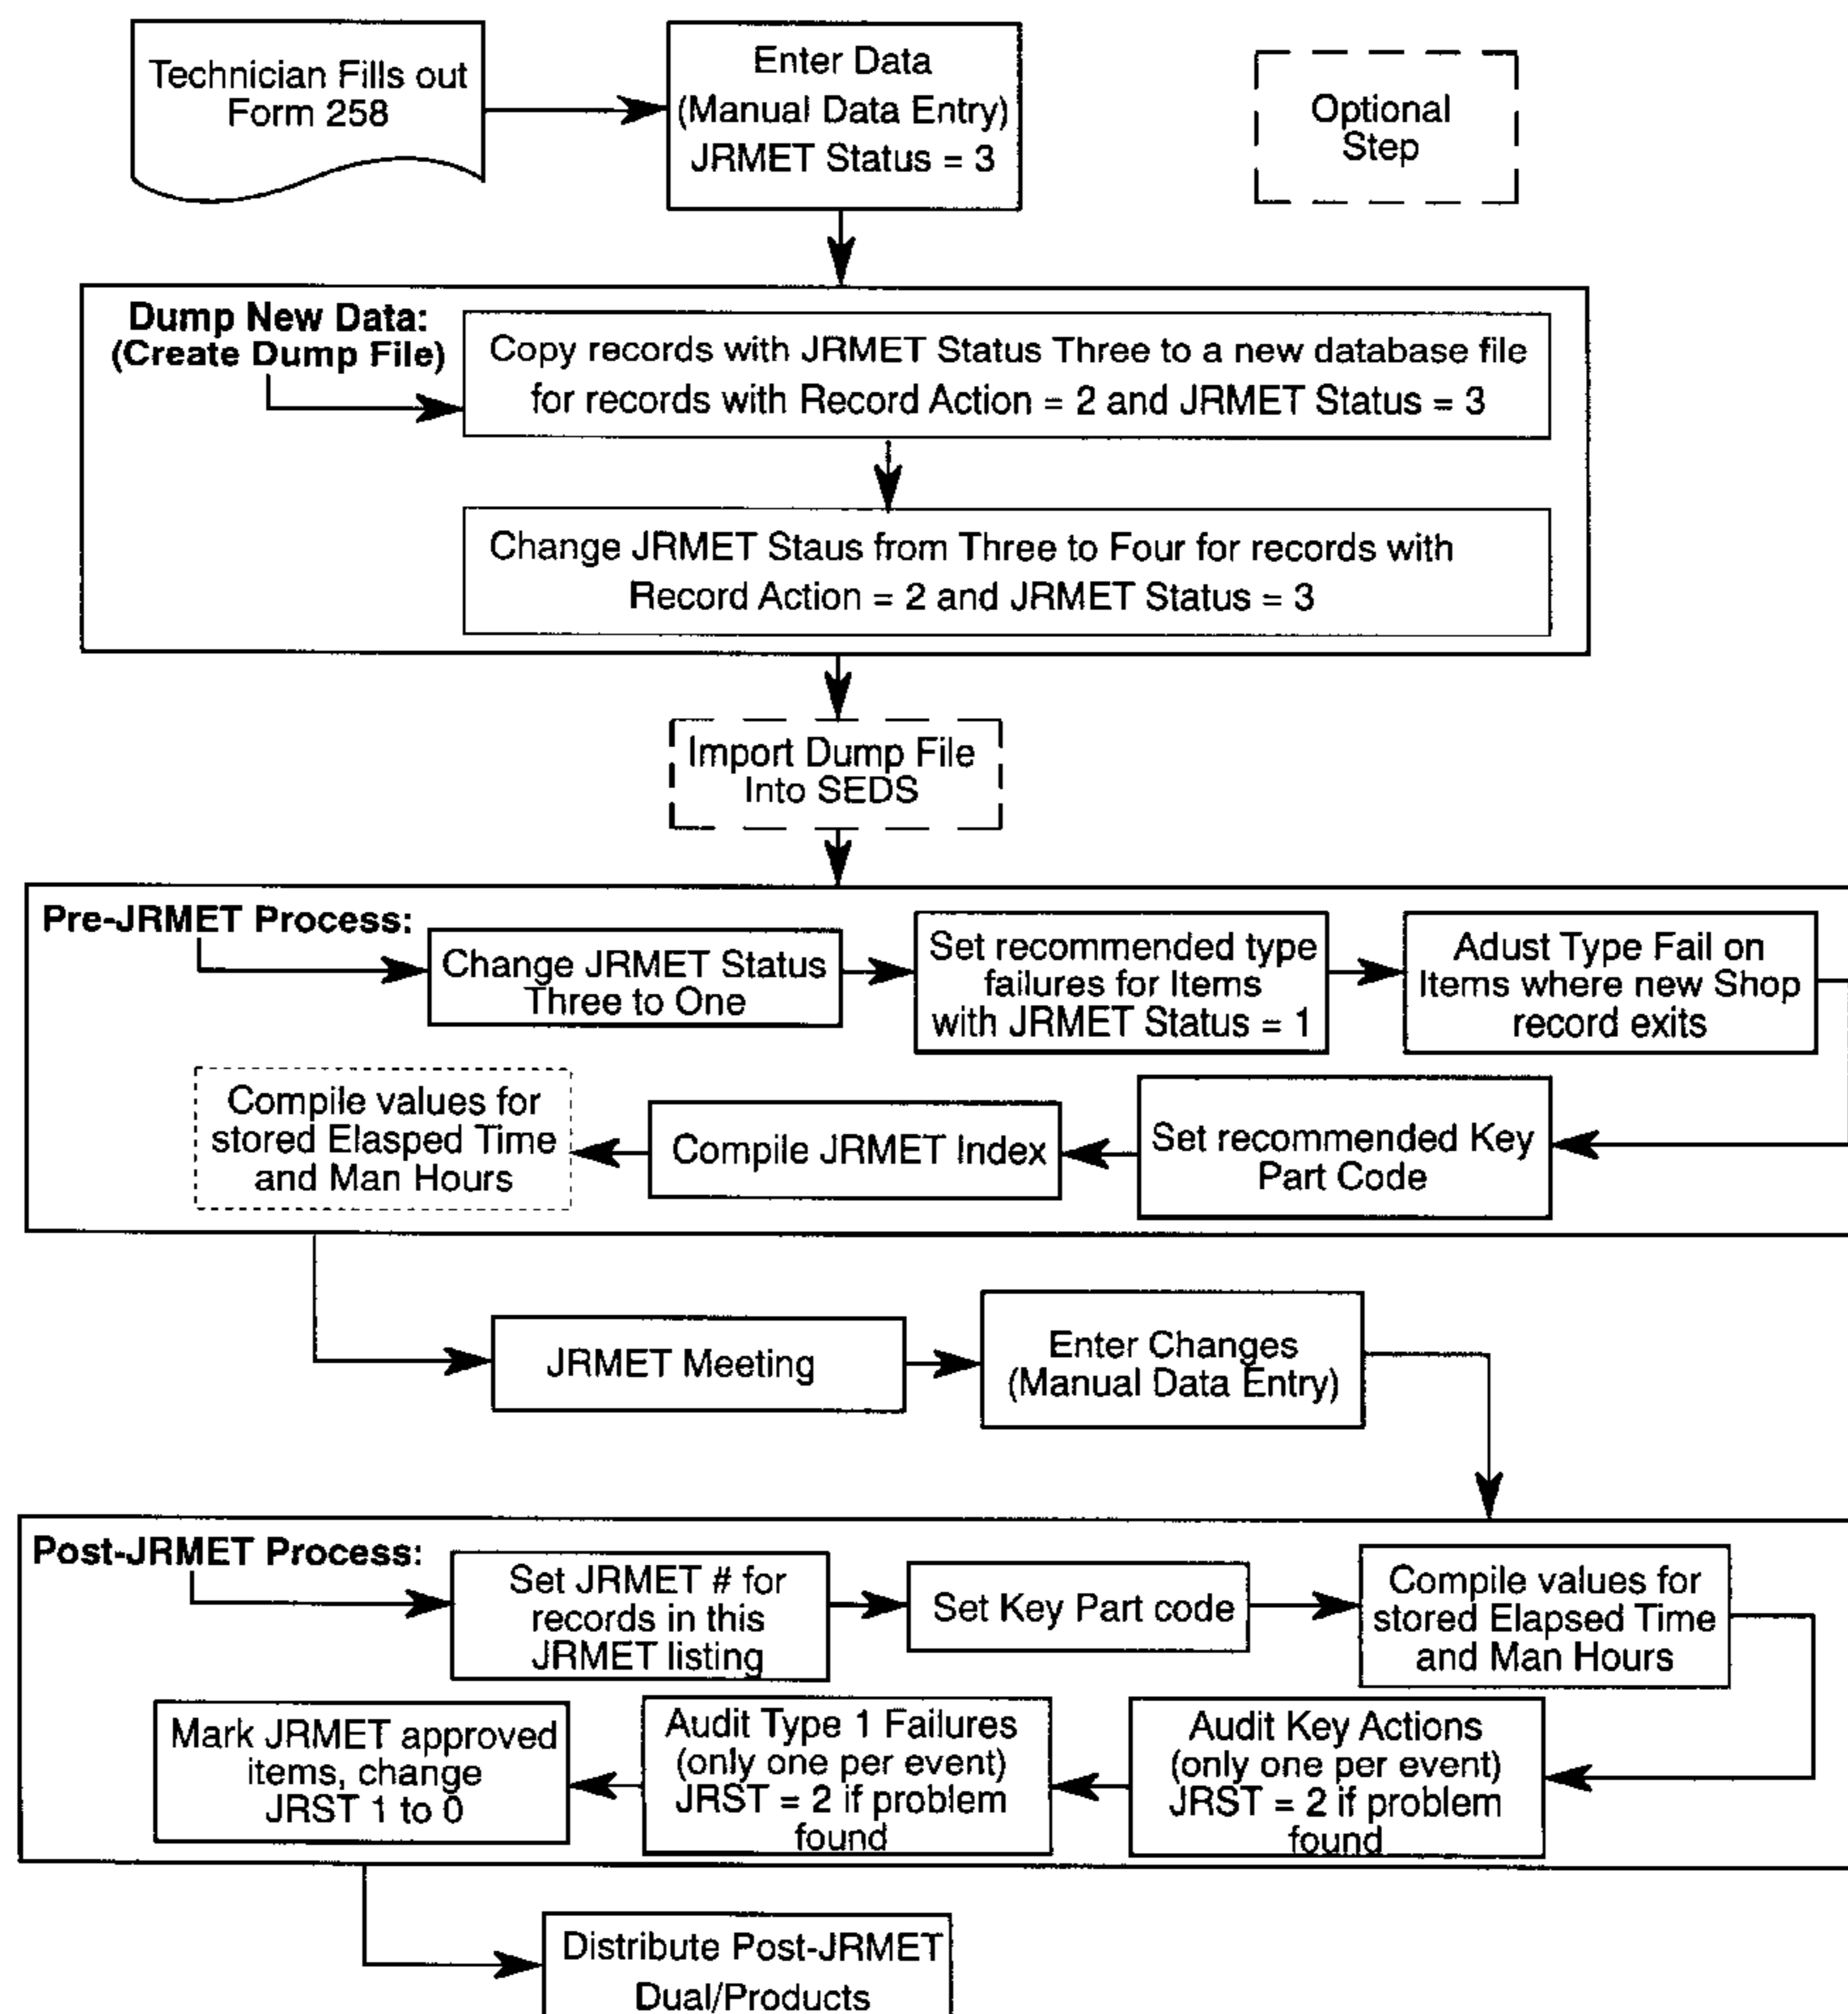 Technician Fills out
Form 258
Enter Data
(Manual Data Entry)
JRMET Status = 3
Optional
Step
Dump New Data:
(Create Dump File)
Copy records with JRMET Status Three to a new database file
for records with Record Action = 2 and JRMET Status = 3
Change JRMET Staus from Three to Four for records with
Record Action = 2 and JRMET Status = 3
Import Dump File
Into SEDS
Pre-JRMET Process:
Change JRMET Status
Three to One
Set recommended type
failures for Items
with JRMET Status = 1
Adust Type Fail on
Items where new Shop
record exits
Set recommended Key
Part Code
Compile JRMET Index
Compile values for
stored Elasped Time
and Man Hours
JRMET Meeting
Enter Changes
(Manual Data Entry)
Post-JRMET Process:
Set JRMET # for
records in this
JRMET listing
Set Key Part code
Compile values for
stored Elapsed Time
and Man Hours
Audit Key Actions
(only one per event)
JRST = 2 if problem
found
Audit Type 1 Failures
(only one per event)
JRST = 2 if problem
found
Mark JRMET approved
items, change
JRST 1 to 0
Distribute Post-JRMET
Dual/Products